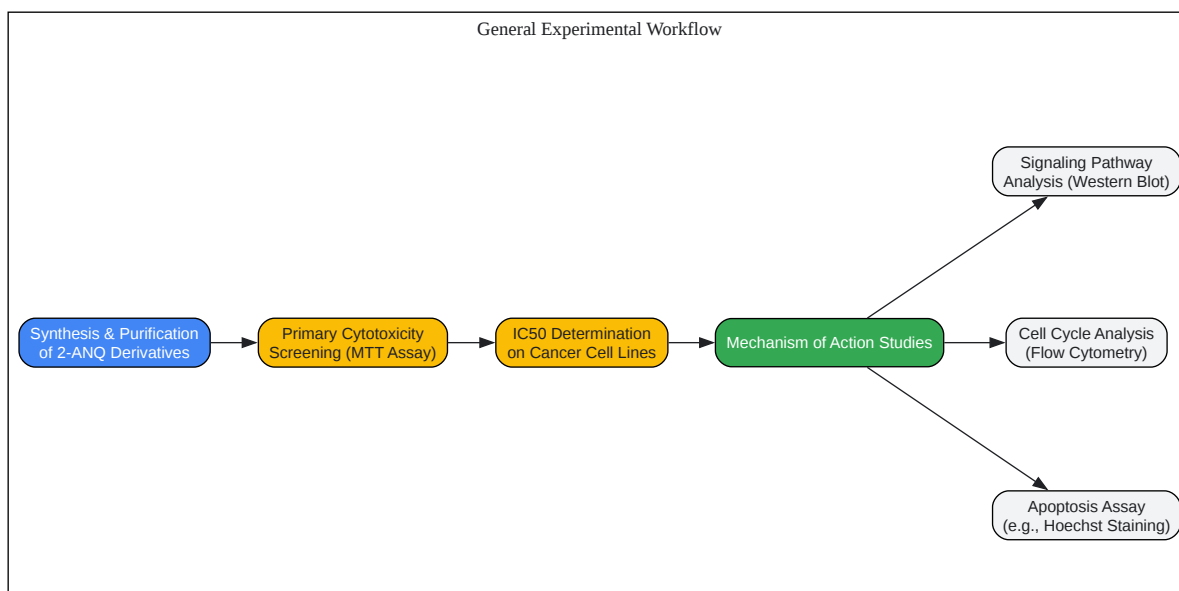 General Experimental Workflow
Synthesis & Purification
of 2-ANQ Derivatives
Primary Cytotoxicity
Screening (MTT Assay)
IC50 Determination
on Cancer Cell Lines
Mechanism of Action Studies
Signaling Pathway
Analysis (Western Blot)
Cell Cycle Analysis
(Flow Cytometry)
Apoptosis Assay
(e.g., Hoechst Staining)